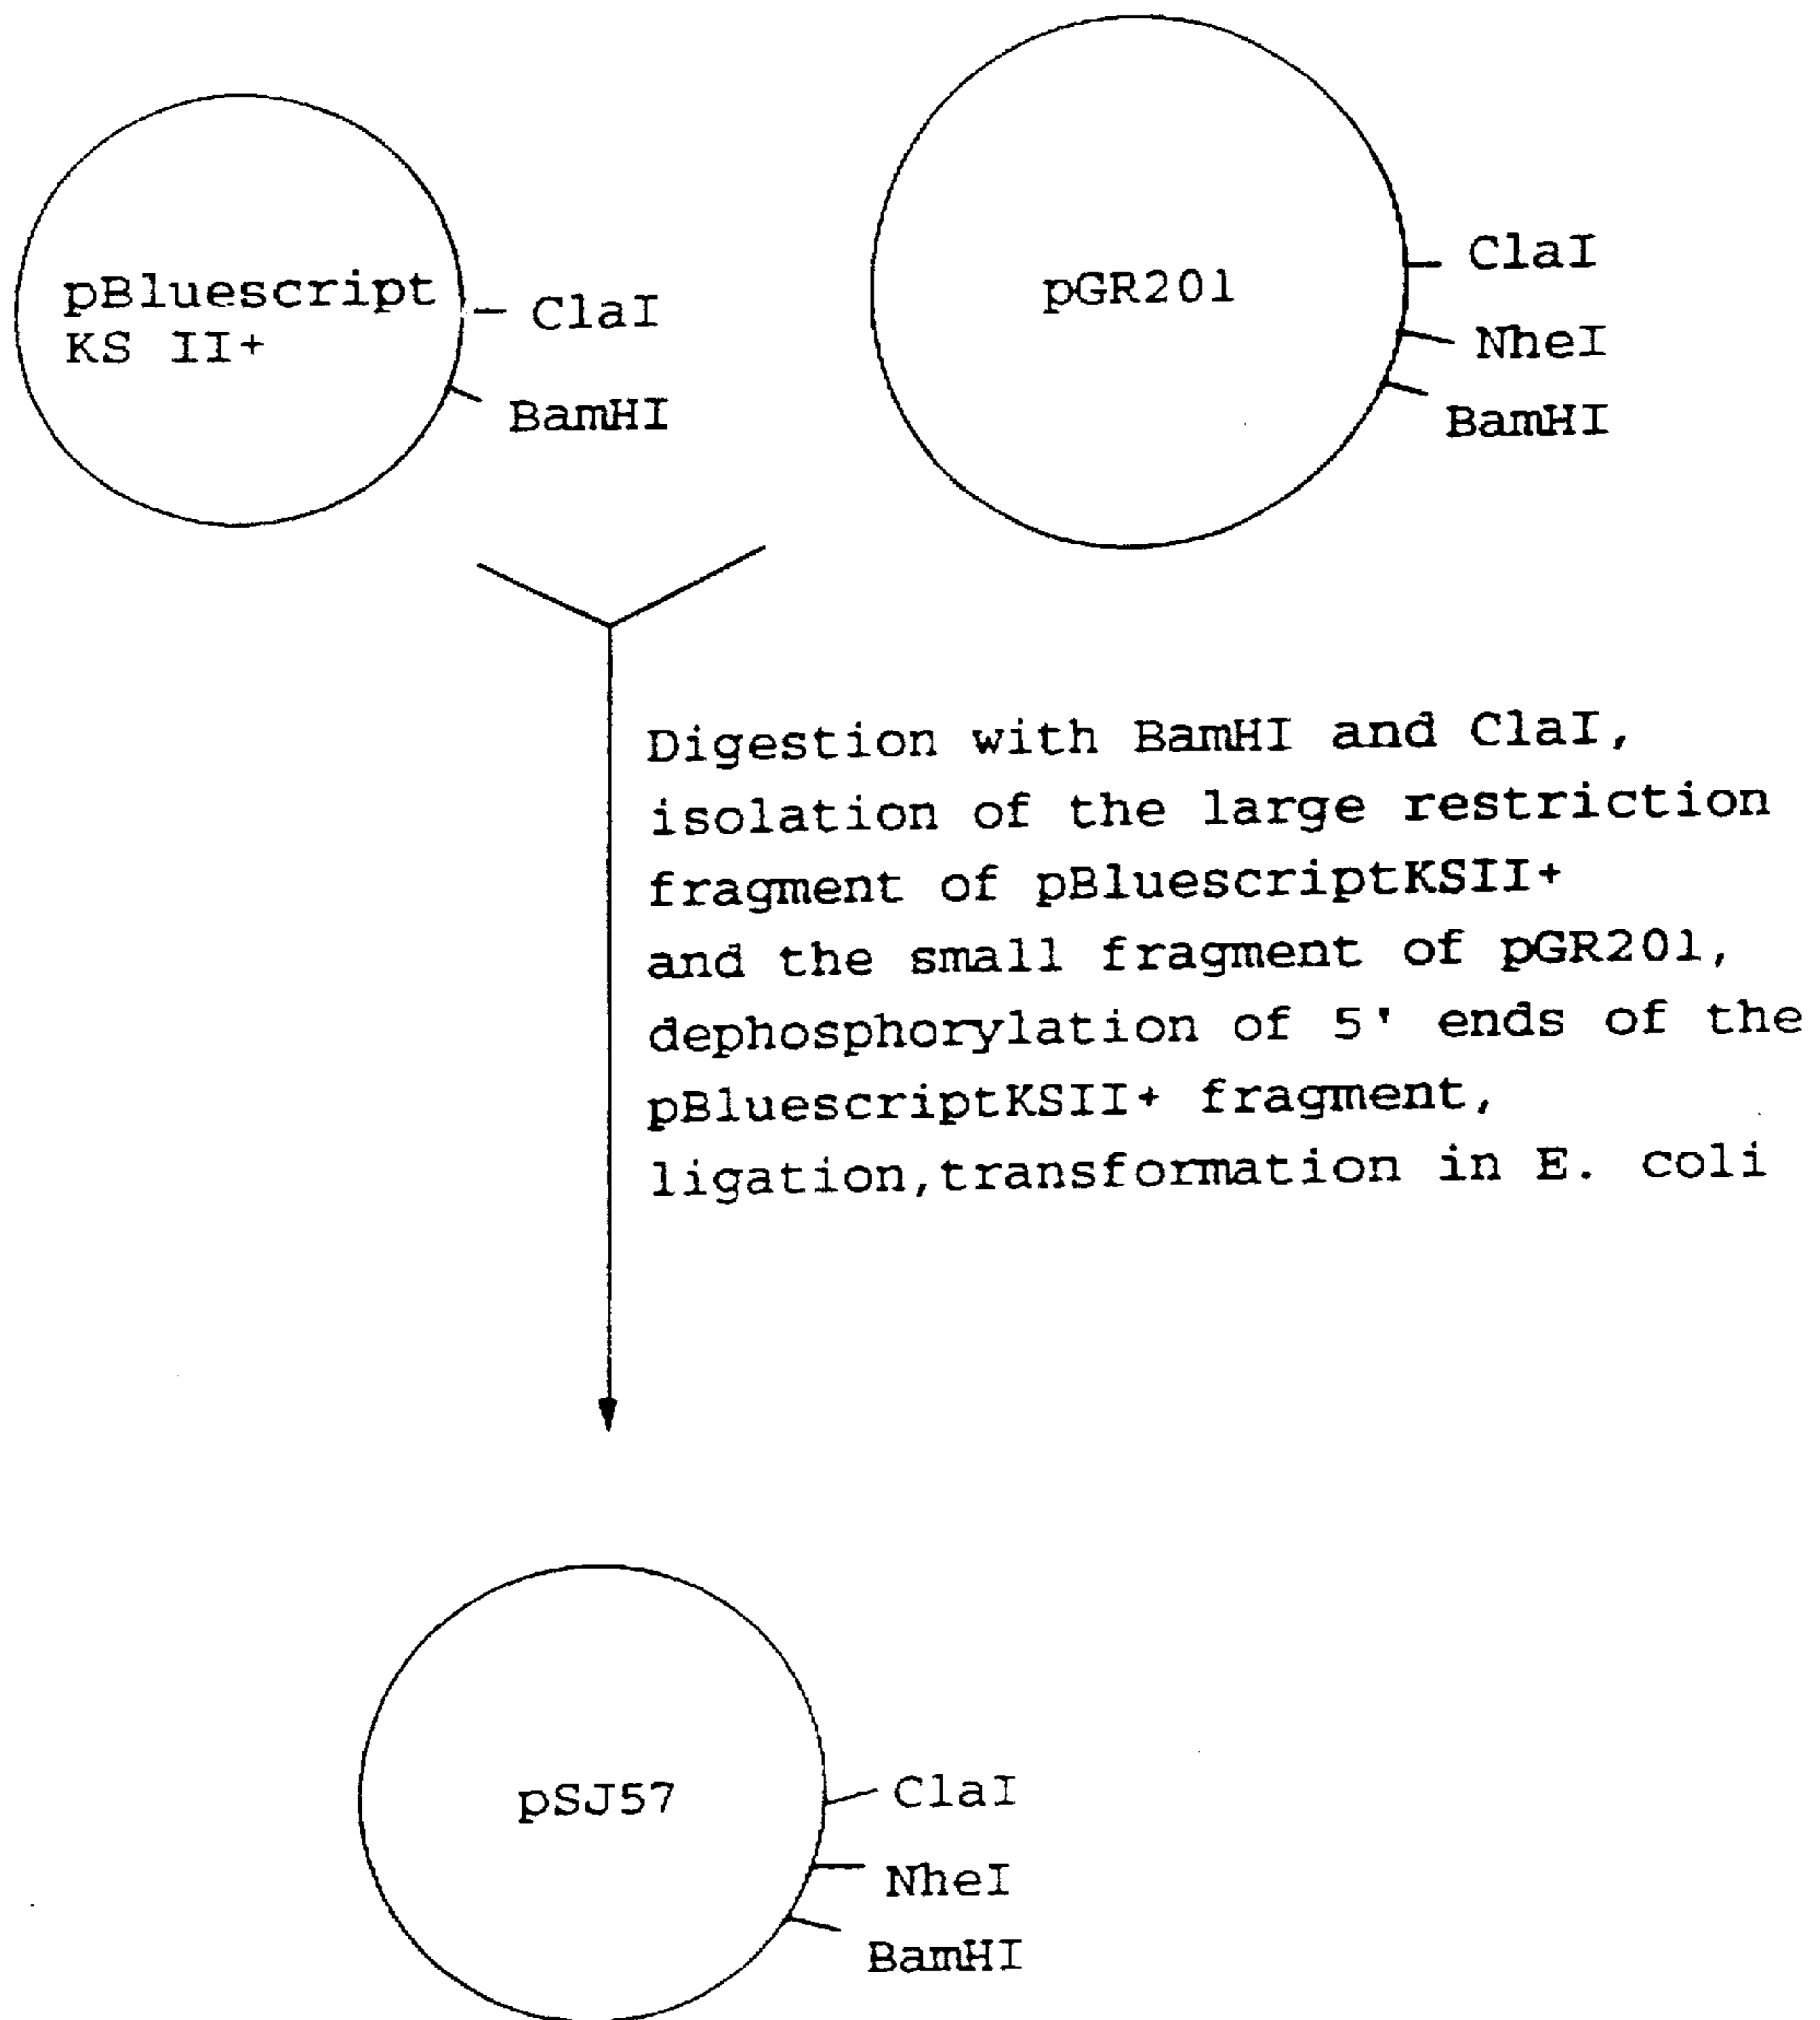 pBluescript
KS II+
ClaI
BamHI
pGR201
ClaI
NheI
BamHI
Digestion with BamHI and ClaI,
isolation of the large restriction
fragment of pBluescriptKSII+
and the small fragment of pGR201,
dephosphorylation of 5' ends of the
pBluescriptKSII+ fragment,
ligation,transformation in E. coli
pSJ57
ClaI
NheI
BamHI